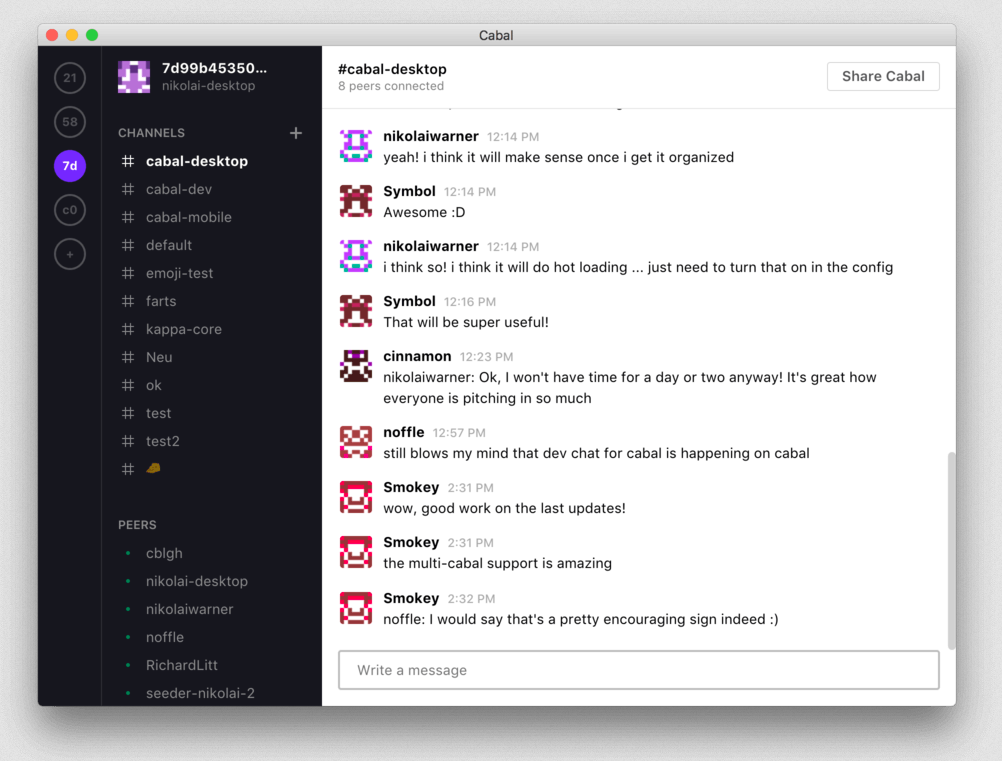 Cabal
21
58
7d
c0
+
7d99b45350...
nikolai-desktop
CHANNELS +
# cabal-desktop
# cabal-dev
# cabal-mobile
# default
# emoji-test
# farts
# kappa-core
# Neu
# ok
# test
# test2
#
PEERS
• cblgh
• nikolai-desktop
• nikolaiwarner
• noffle
• RichardLitt
• seeder-nikolai-2
#cabal-desktop
8 peers connected
Share Cabal
nikolaiwarner 12:14 PM
yeah! i think it will make sense once i get it organized
Symbol 12:14 PM
Awesome :D
nikolaiwarner 12:14 PM
i think so! i think it will do hot loading ... just need to turn that on in the config
Symbol 12:16 PM
That will be super useful!
cinnamon 12:23 PM
nikolaiwarner: Ok, I won't have time for a day or two anyway! It's great how
everyone is pitching in so much
noffle 12:57 PM
still blows my mind that dev chat for cabal is happening on cabal
Smokey 2:31 PM
wow, good work on the last updates!
Smokey 2:31 PM
the multi-cabal support is amazing
Smokey 2:32 PM
noffle: I would say that's a pretty encouraging sign indeed :)
Write a message